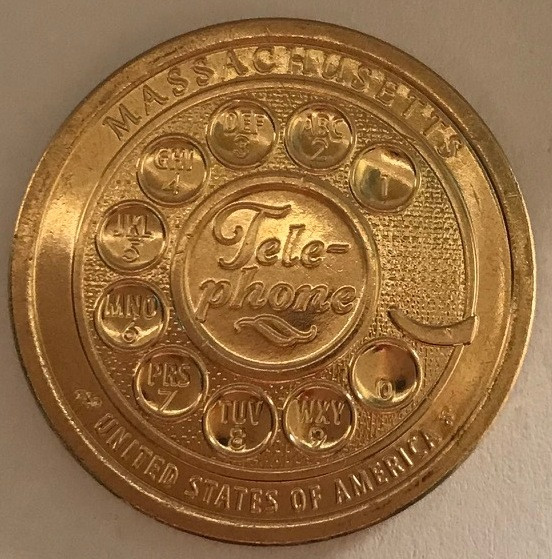 MASSACHUSETTS
ABC
2
DEF
3
1
GHI
4
JKL
5
Tele-
phone
MNO
6
PRS
7
TUV
8
WXY
9
0
UNITED STATES OF AMERICA